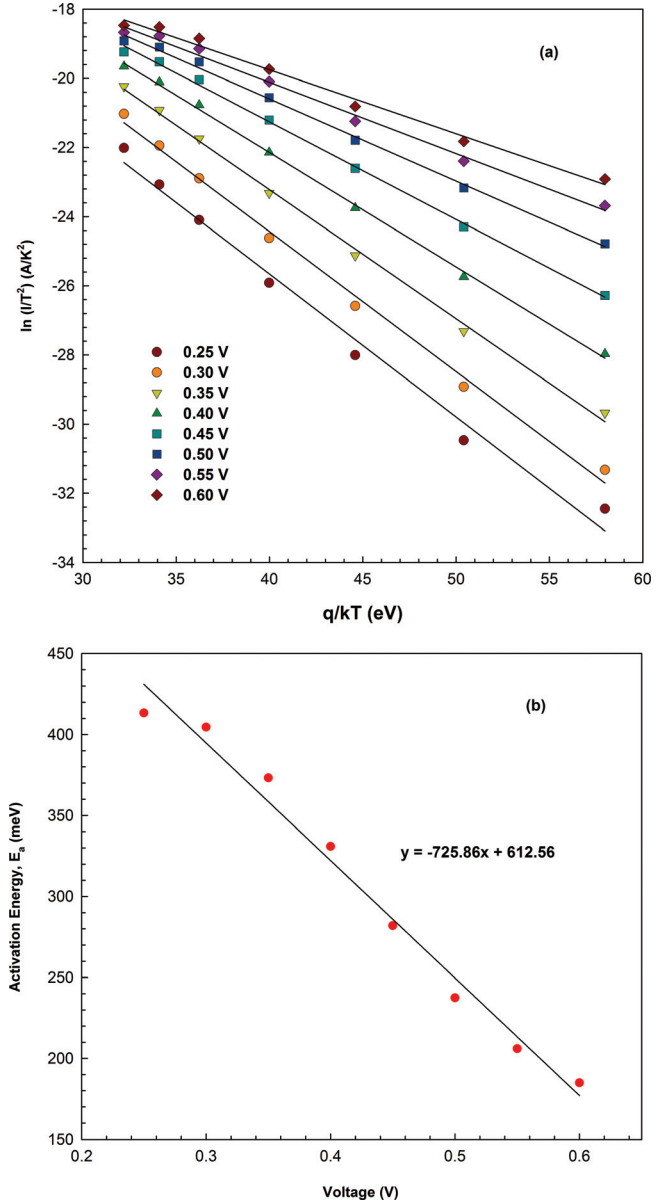 -18
-20
-22
-24
-26
-28
-30
-32
-34
ln (I/T²) (A/K²)
(a)
0.25 V
0.30 V
0.35 V
0.40 V
0.45 V
0.50 V
0.55 V
0.60 V
30 35 40 45 50 55 60
q/kT (eV)
450
400
350
300
250
200
150
Activation Energy, Eₐ (meV)
(b)
y = -725.86x + 612.56
0.2 0.3 0.4 0.5 0.6
Voltage (V)